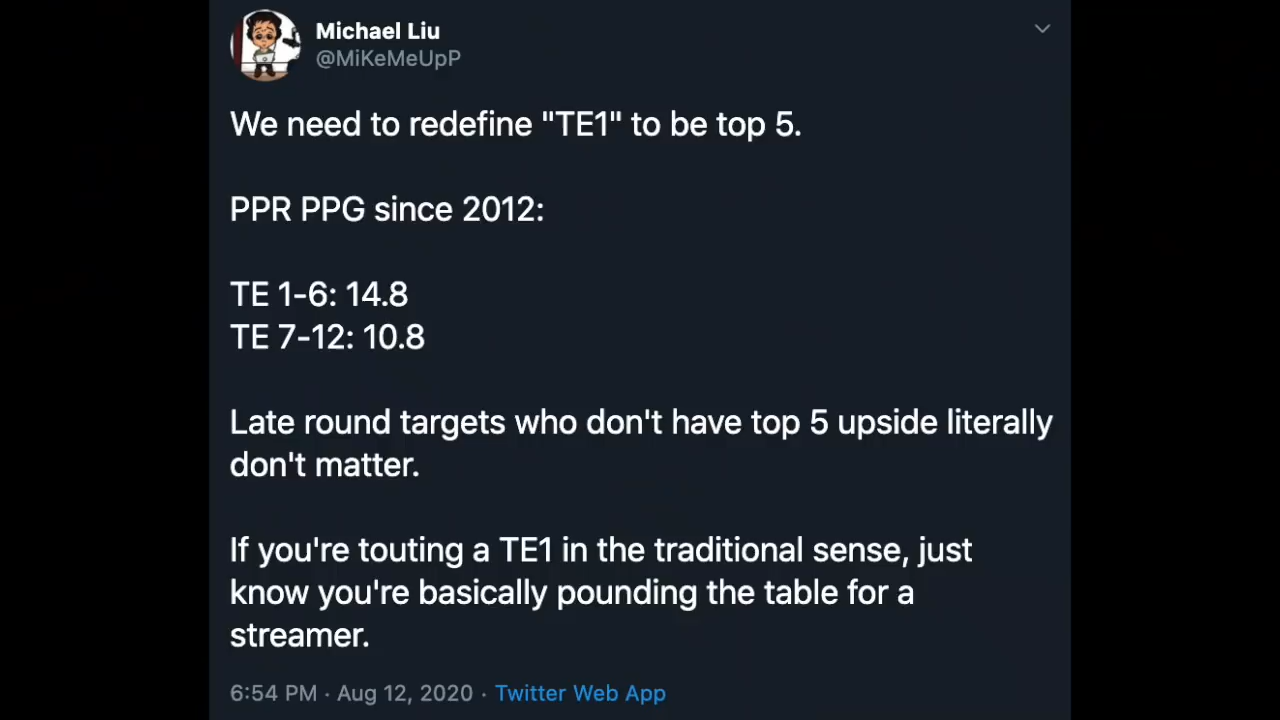 Michael Liu
@MiKeMeUpP
We need to redefine "TE1" to be top 5.
PPR PPG since 2012:
TE 1-6: 14.8
TE 7-12: 10.8
Late round targets who don't have top 5 upside literally
don't matter.
If you're touting a TE1 in the traditional sense, just
know you're basically pounding the table for a
streamer.
6:54 PM · Aug 12, 2020 · Twitter Web App